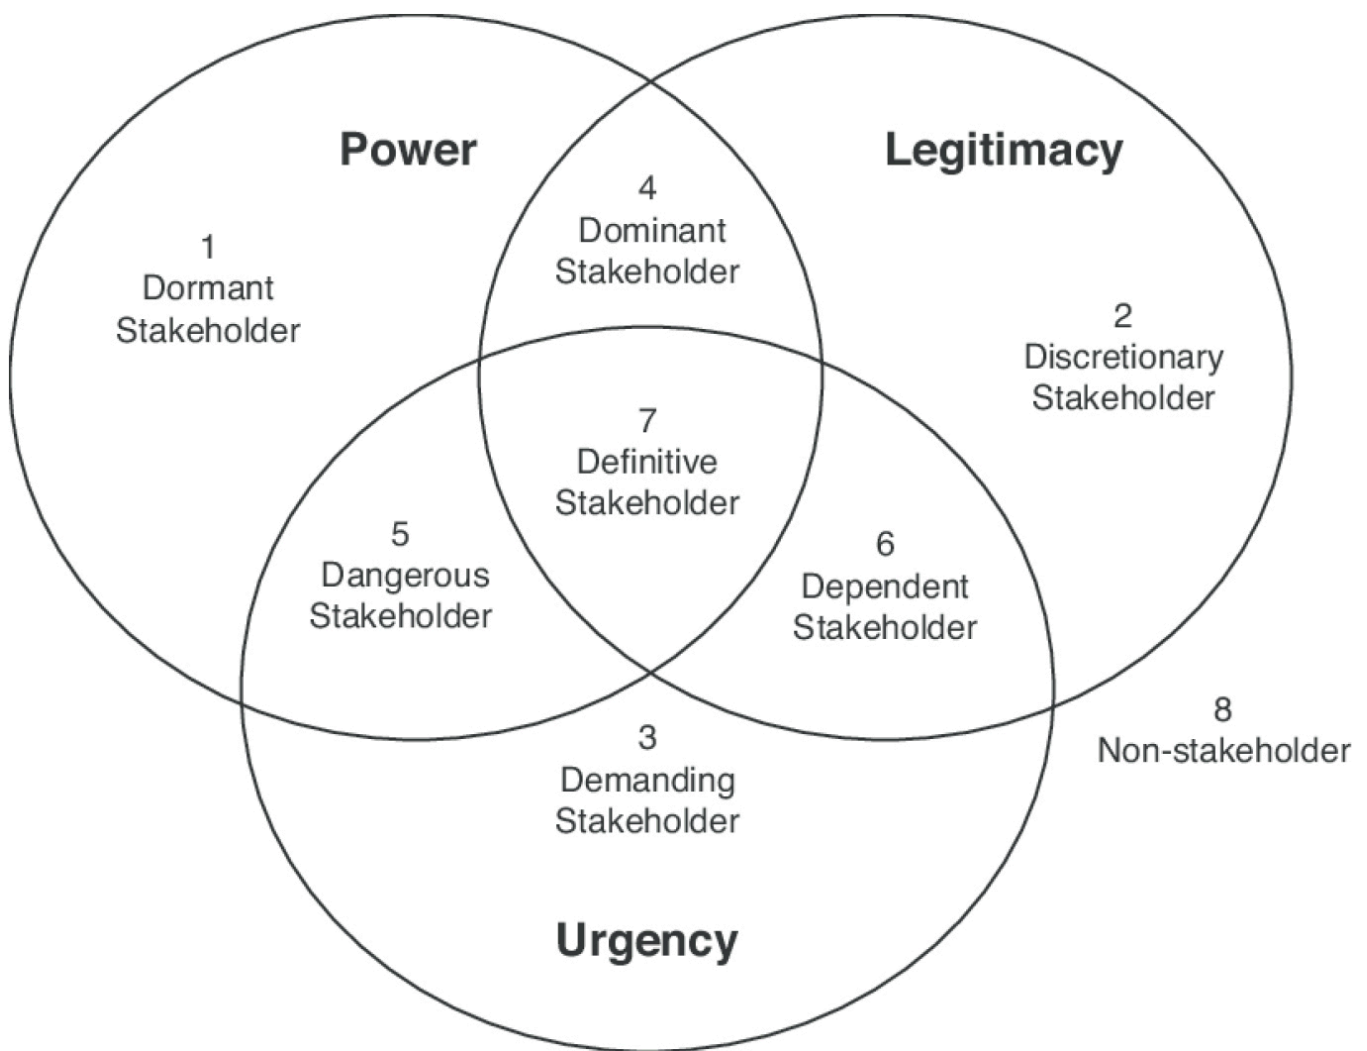 Power
Legitimacy
4
Dominant
Stakeholder
1
Dormant
Stakeholder
2
Discretionary
Stakeholder
7
Definitive
Stakeholder
5
Dangerous
Stakeholder
6
Dependent
Stakeholder
8
Non-stakeholder
3
Demanding
Stakeholder
Urgency